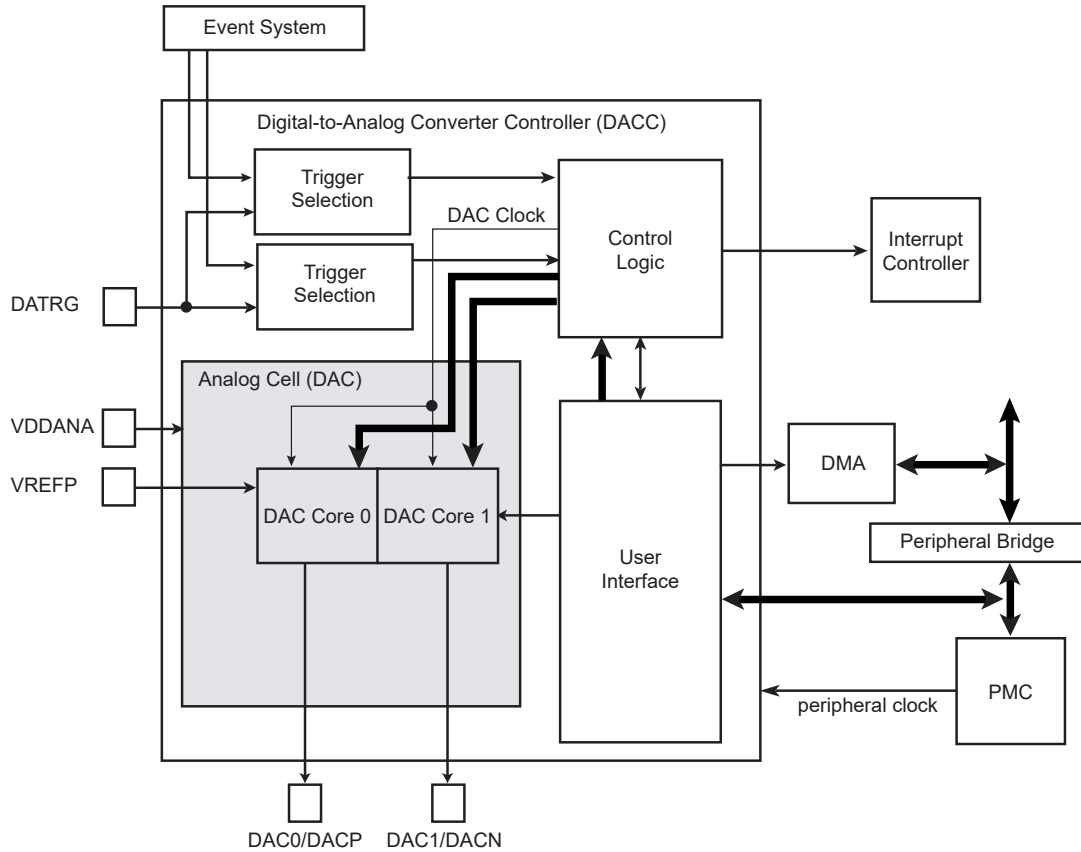 Event System
Digital-to-Analog Converter Controller (DACC)
Trigger
Selection
DAC Clock
Control
Logic
Interrupt
Controller
Trigger
Selection
DATRG
Analog Cell (DAC)
VDDANA
VREFP
DMA
DAC Core 0
DAC Core 1
Peripheral Bridge
User
Interface
PMC
peripheral clock
DAC0/DACP
DAC1/DACN